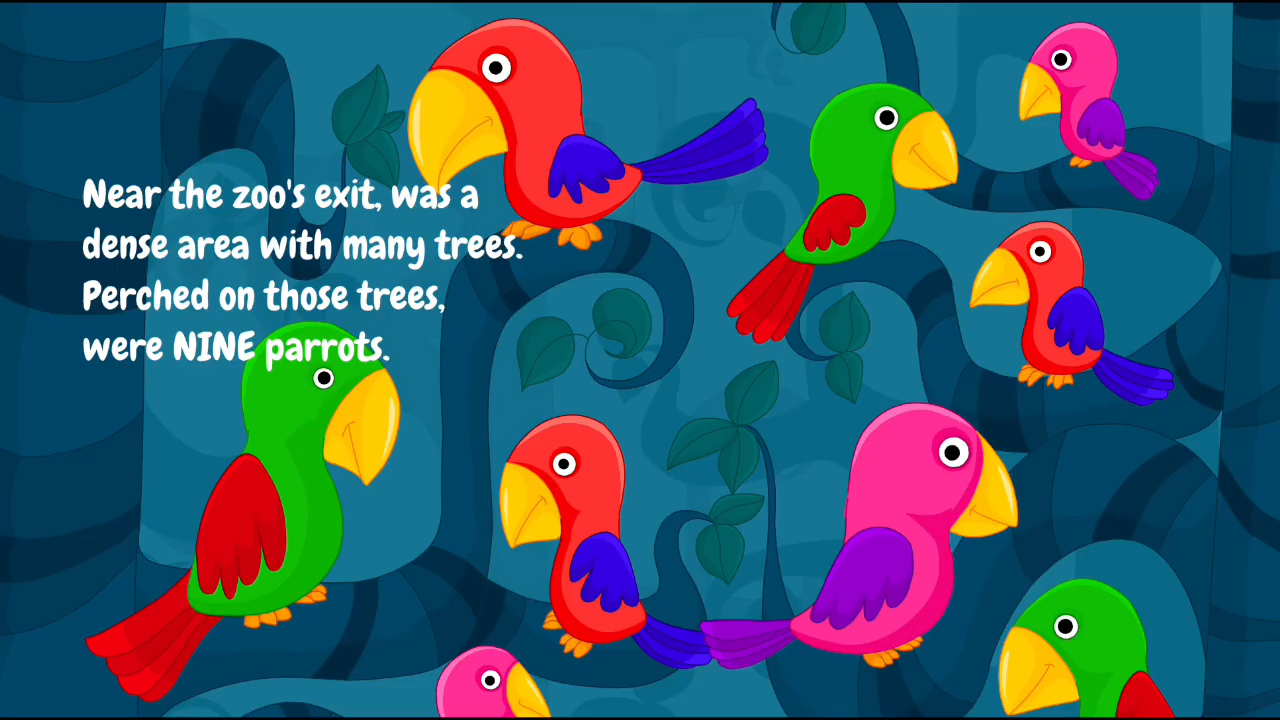 Near the zoo's exit, was a
dense area with many trees.
Perched on those trees,
were NINE parrots.